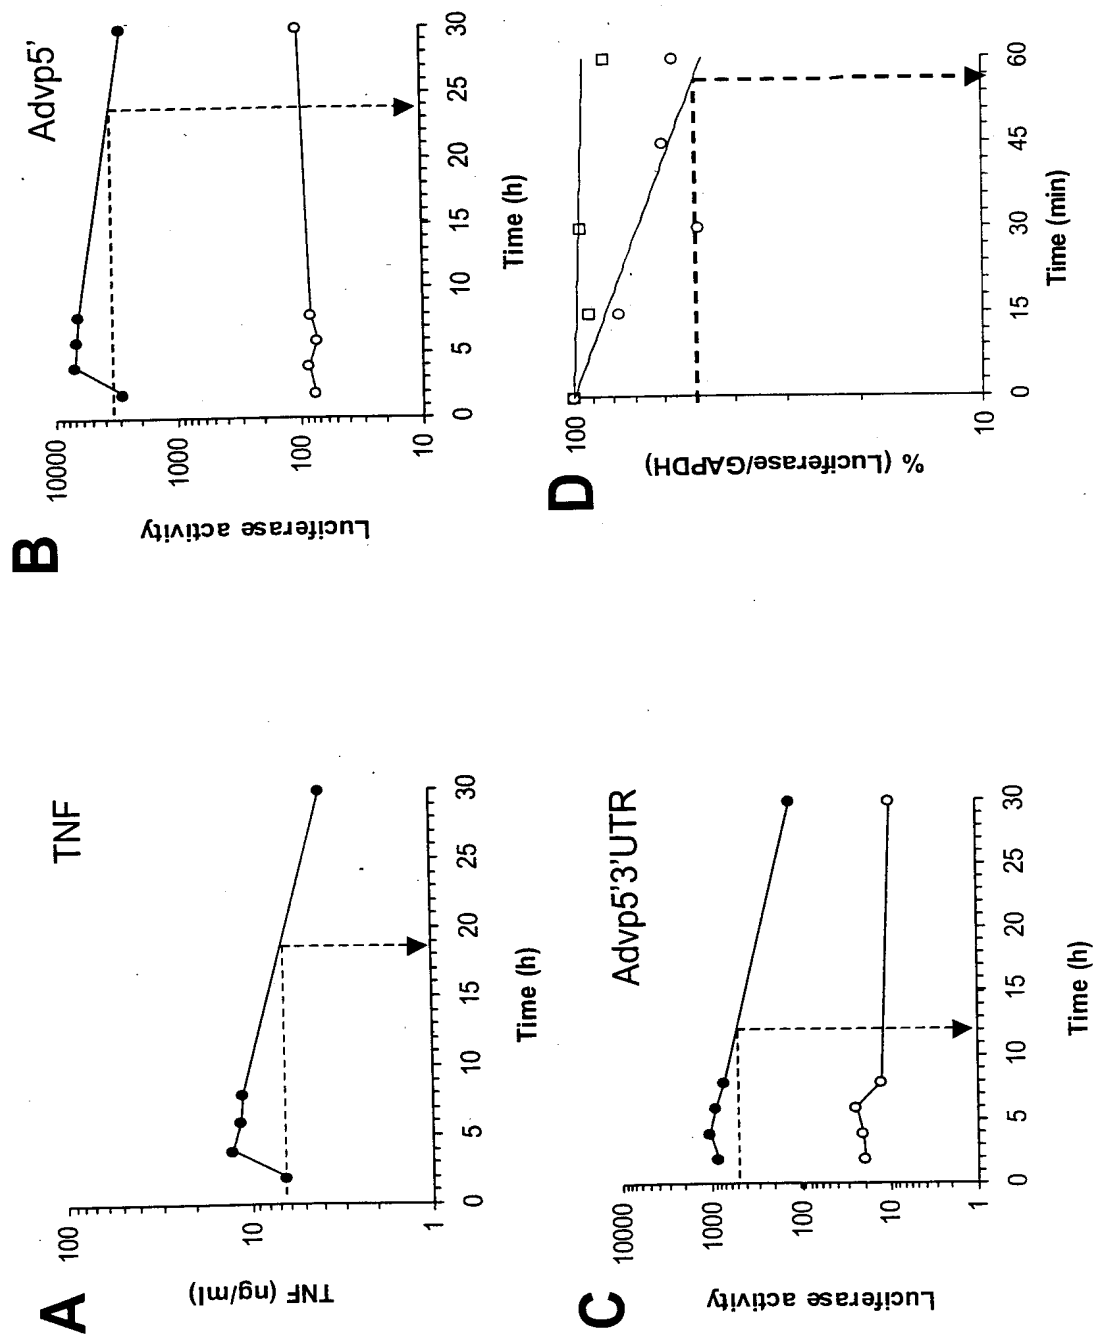 A
TNF
TNF (ng/ml)
100
10
1
0
5
10
15
20
25
30
Time (h)
B
Advp5'
Luciferase activity
10000
1000
100
10
0
5
10
15
20
25
30
Time (h)
C
Advp5'3'UTR
Luciferase activity
10000
1000
100
10
1
0
5
10
15
20
25
30
Time (h)
D
% (Luciferase/GAPDH)
100
10
0
15
30
45
60
Time (min)